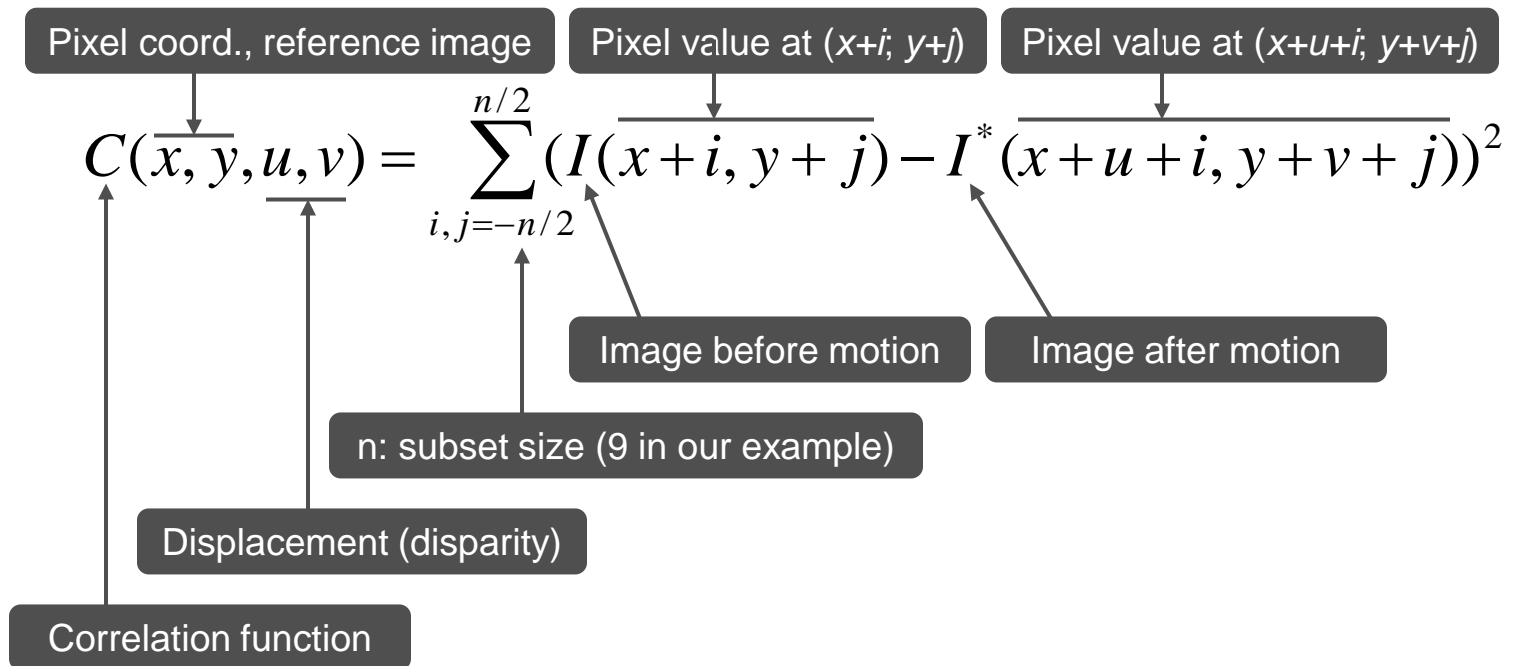 Pixel coord., reference image
Pixel value at (x+i; y+j)
Pixel value at (x+u+i; y+v+j)
C(x, y, u, v) = ∑_{i, j=-n/2}^{n/2} (I(x + i, y + j) − I^*(x + u + i, y + v + j))^2
Image before motion
Image after motion
n: subset size (9 in our example)
Displacement (disparity)
Correlation function